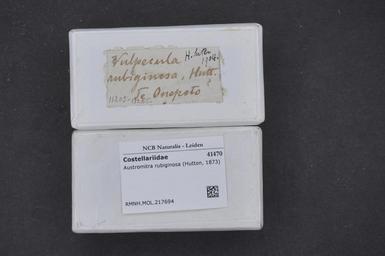 Vulpecula
rubiginosa, Hutt.
Te Onepoto
NCB Naturalis - Leiden
Costellariidae 41470
Austromitra rubiginosa (Hutton, 1873)
RMNH.MOL.217694